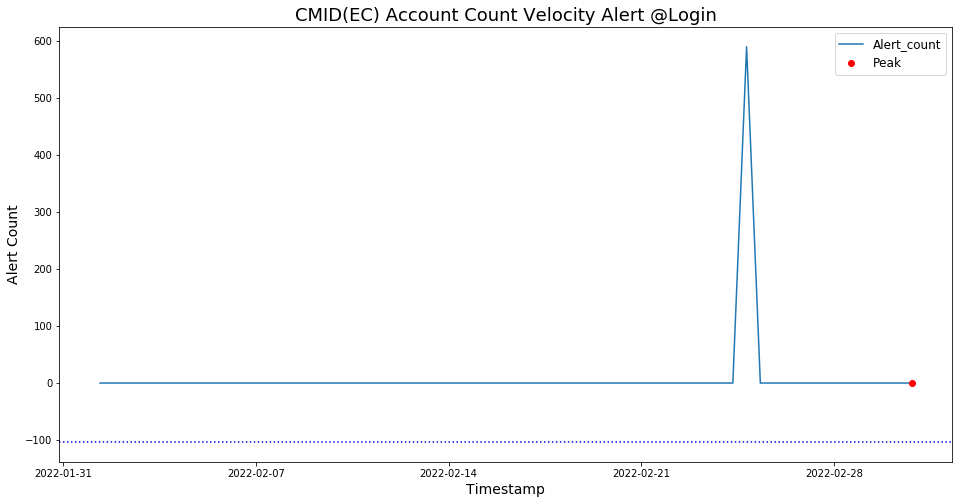 CMID(EC) Account Count Velocity Alert @Login
Alert_count
Peak
600
500
400
300
200
100
0
−100
Alert Count
2022-01-31
2022-02-07
2022-02-14
2022-02-21
2022-02-28
Timestamp